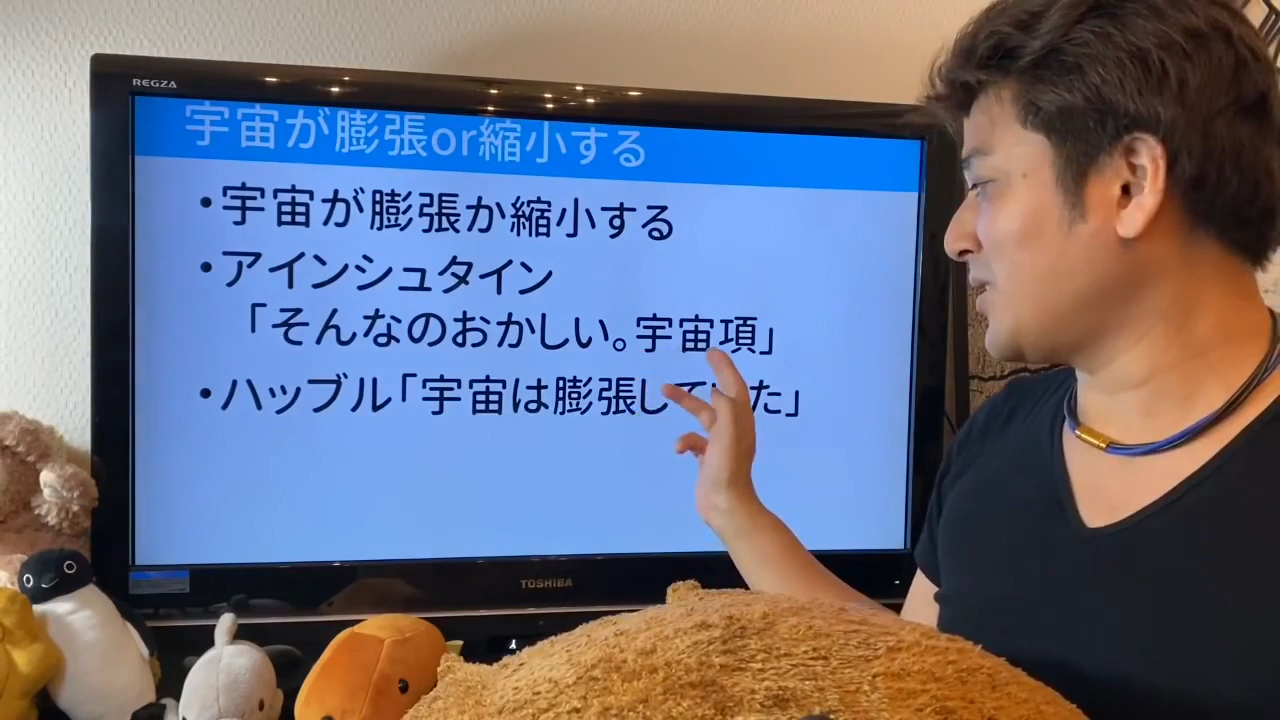 REGZA
宇宙が膨張or縮小する
・宇宙が膨張か縮小する
・アインシュタイン
「そんなのおかしい。宇宙項」
・ハッブル「宇宙は膨張して た」
TOSHIBA